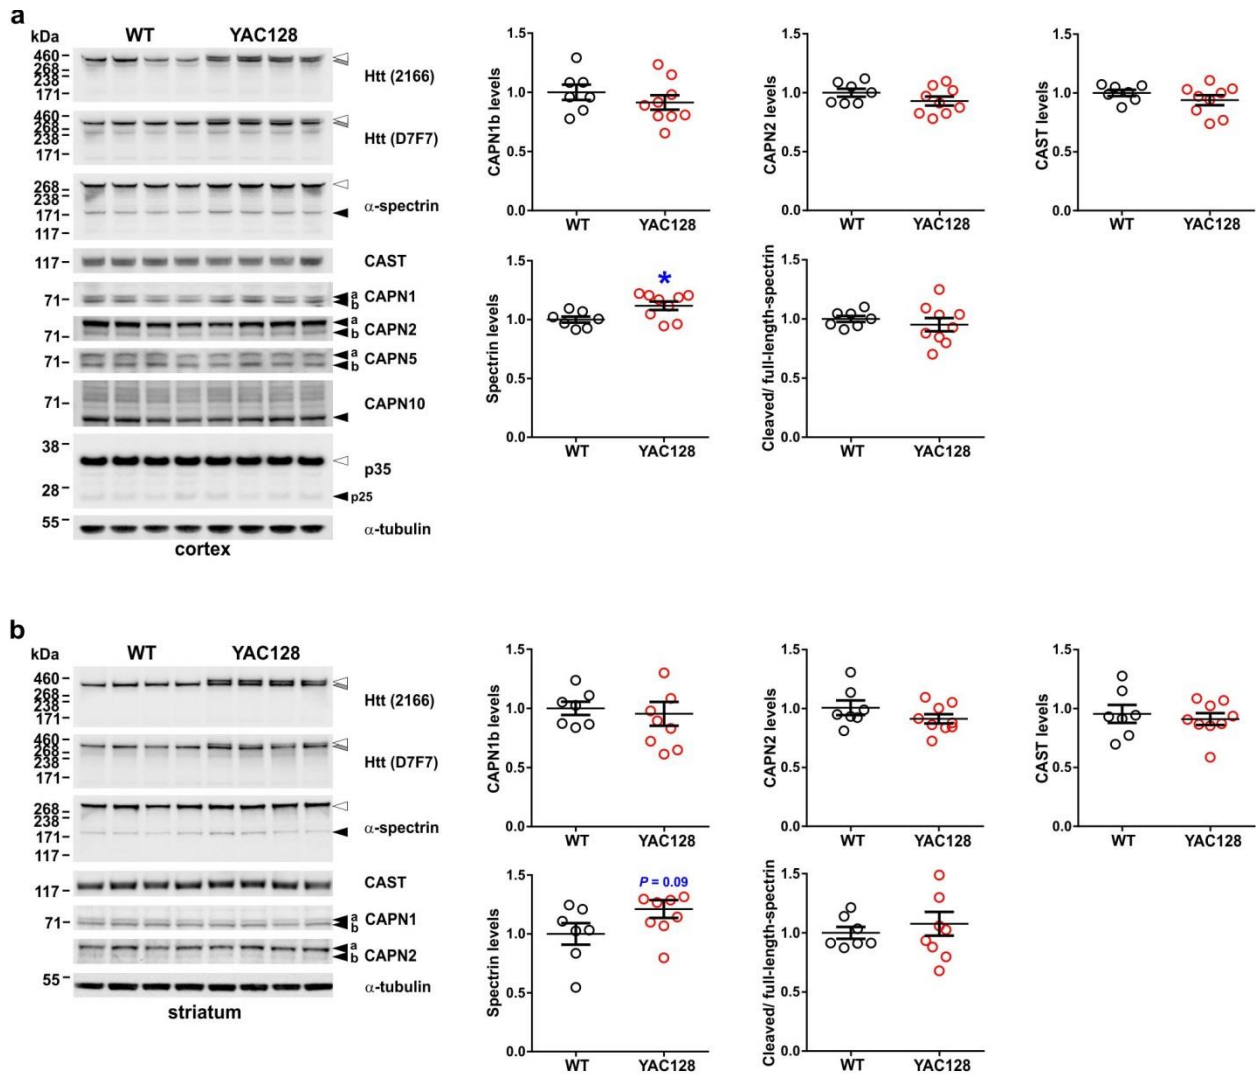 a
kDa WT YAC128
460
268
238
171
Htt (2166)
460
268
238
171
Htt (D7F7)
268
238
171
117
α-spectrin
117 CAST
71 a b CAPN1
71 a b CAPN2
71 a b CAPN5
71 CAPN10
38
28
p35
p25
55 α-tubulin
cortex
CAPN1b levels
1.5
1.0
0.5
0.0
WT YAC128
CAPN2 levels
1.5
1.0
0.5
0.0
WT YAC128
CAST levels
1.5
1.0
0.5
0.0
WT YAC128
Spectrin levels
1.5
1.0
0.5
0.0
*
WT YAC128
Cleaved/ full-length-spectrin
1.5
1.0
0.5
0.0
WT YAC128
b
kDa WT YAC128
460
268
238
171
Htt (2166)
460
268
238
171
Htt (D7F7)
268
238
171
117
α-spectrin
117 CAST
71 a b CAPN1
71 a b CAPN2
55 α-tubulin
striatum
CAPN1b levels
1.5
1.0
0.5
0.0
WT YAC128
CAPN2 levels
1.5
1.0
0.5
0.0
WT YAC128
CAST levels
1.5
1.0
0.5
0.0
WT YAC128
Spectrin levels
1.5
1.0
0.5
0.0
P = 0.09
WT YAC128
Cleaved/ full-length-spectrin
1.5
1.0
0.5
0.0
WT YAC128